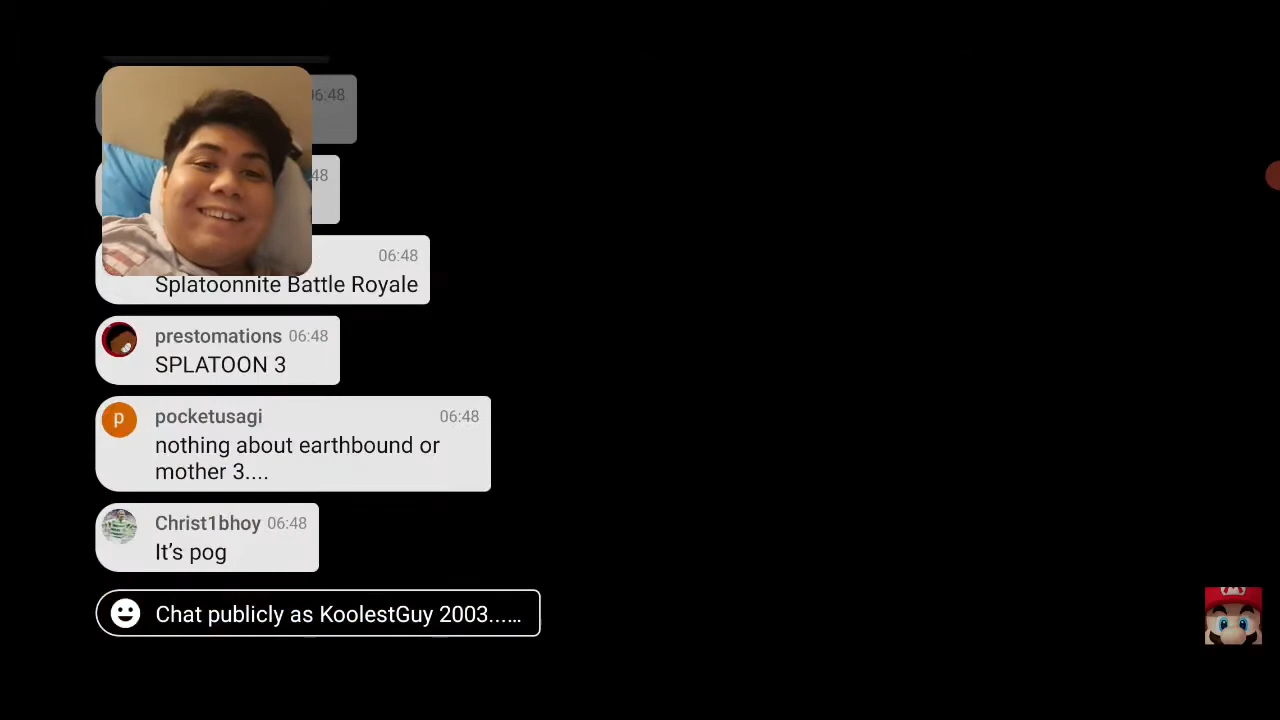 06:48
48
06:48
Splatoonnite Battle Royale
prestomations 06:48
SPLATOON 3
p
pocketusagi 06:48
nothing about earthbound or
mother 3....
Christ1bhoy 06:48
It's pog
Chat publicly as KoolestGuy 2003...…
M